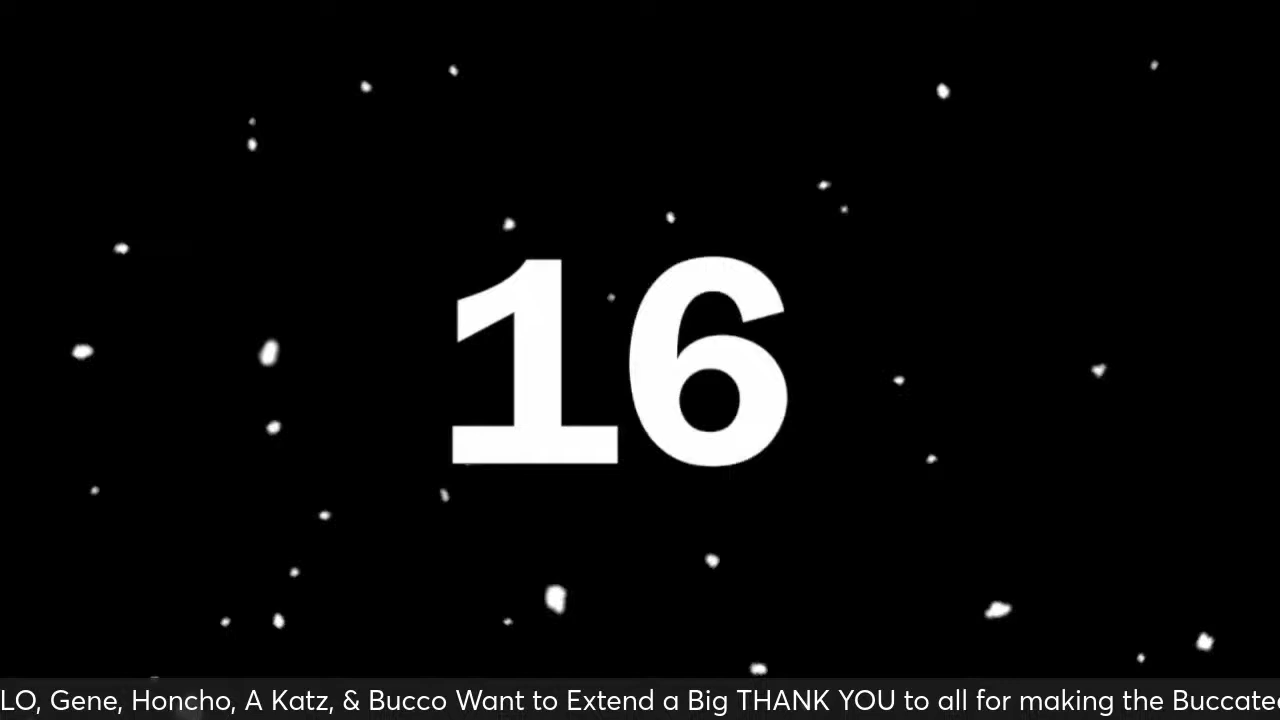 16
LO, Gene, Honcho, A Katz, & Bucco Want to Extend a Big THANK YOU to all for making the